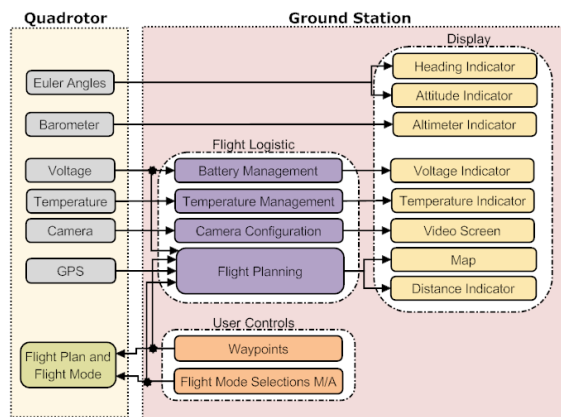 Quadrotor
Ground Station
Display
Euler Angles
Heading Indicator
Attitude Indicator
Barometer
Altimeter Indicator
Flight Logistic
Voltage
Battery Management
Voltage Indicator
Temperature
Temperature Management
Temperature Indicator
Camera
Camera Configuration
Video Screen
GPS
Flight Planning
Map
Distance Indicator
User Controls
Flight Plan and
Flight Mode
Waypoints
Flight Mode Selections M/A